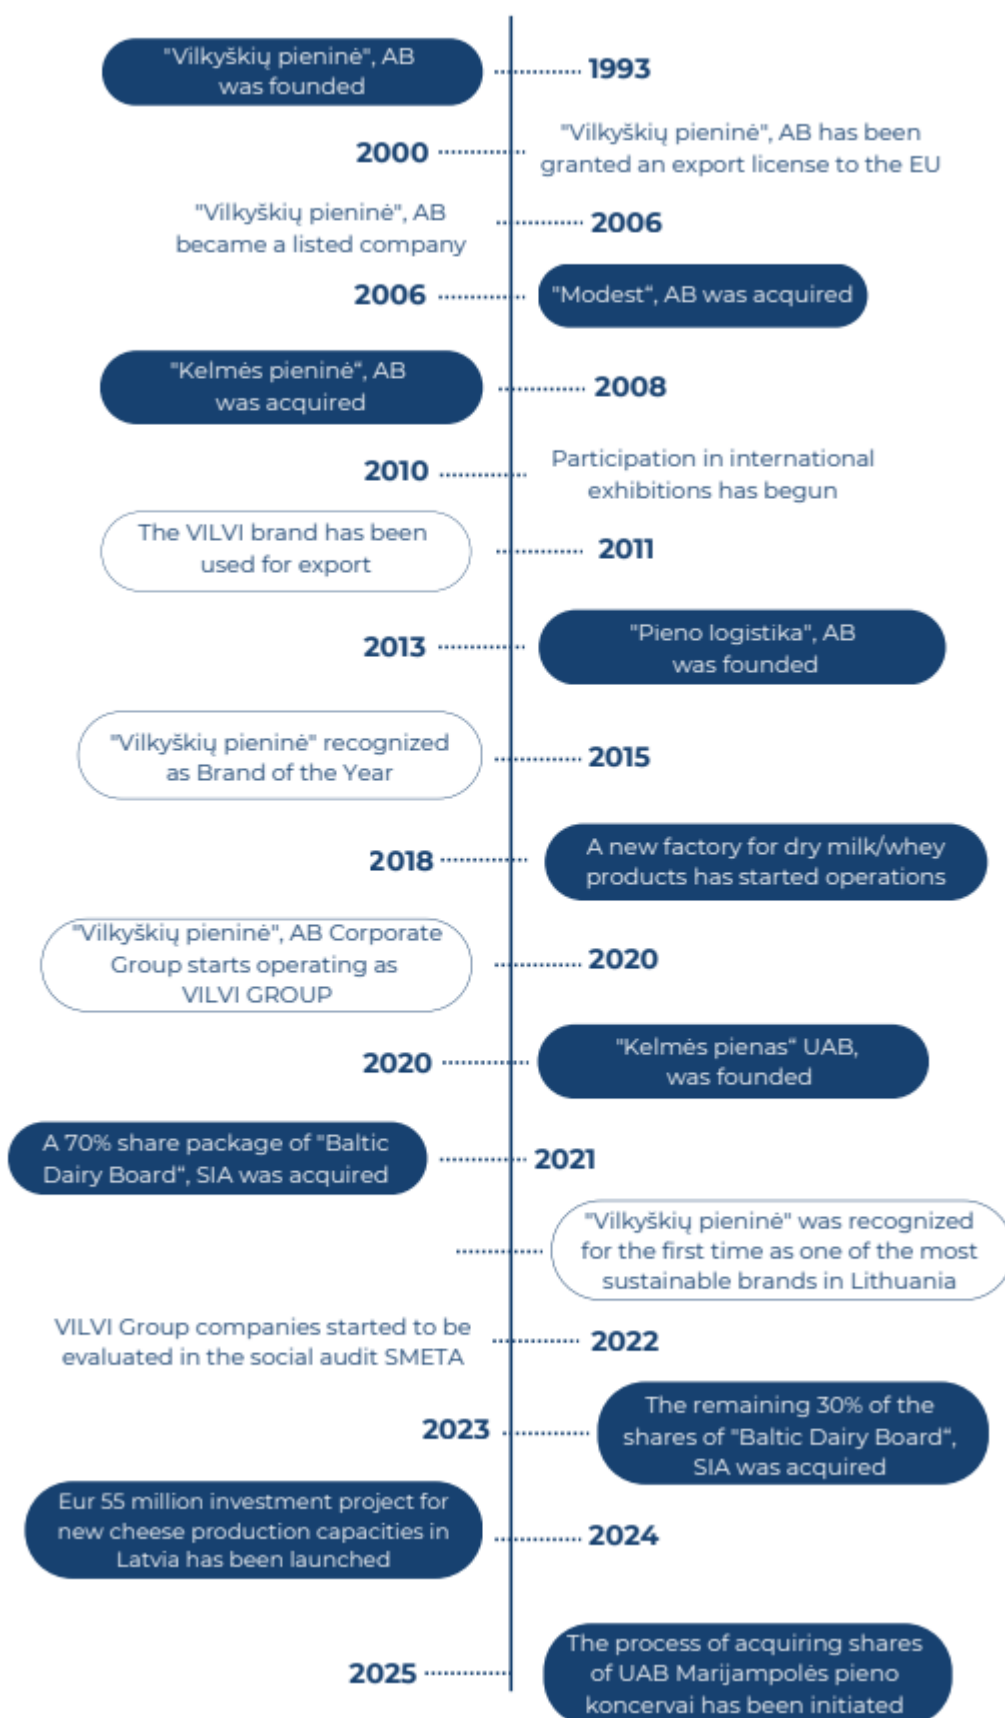 "Vilkyškių pieninė", AB
was founded
1993
2000
"Vilkyškių pieninė", AB has been
granted an export license to the EU
"Vilkyškių pieninė", AB
became a listed company
2006
2006
"Modest“, AB was acquired
"Kelmės pieninė“, AB
was acquired
2008
2010
Participation in international
exhibitions has begun
The VILVI brand has been
used for export
2011
2013
"Pieno logistika", AB
was founded
"Vilkyškių pieninė" recognized
as Brand of the Year
2015
2018
A new factory for dry milk/whey
products has started operations
"Vilkyškių pieninė", AB Corporate
Group starts operating as
VILVI GROUP
2020
2020
"Kelmės pienas“ UAB,
was founded
A 70% share package of "Baltic
Dairy Board“, SIA was acquired
2021
"Vilkyškių pieninė" was recognized
for the first time as one of the most
sustainable brands in Lithuania
VILVI Group companies started to be
evaluated in the social audit SMETA
2022
2023
The remaining 30% of the
shares of "Baltic Dairy Board“,
SIA was acquired
Eur 55 million investment project for
new cheese production capacities in
Latvia has been launched
2024
2025
The process of acquiring shares
of UAB Marijampolės pieno
koncervai has been initiated